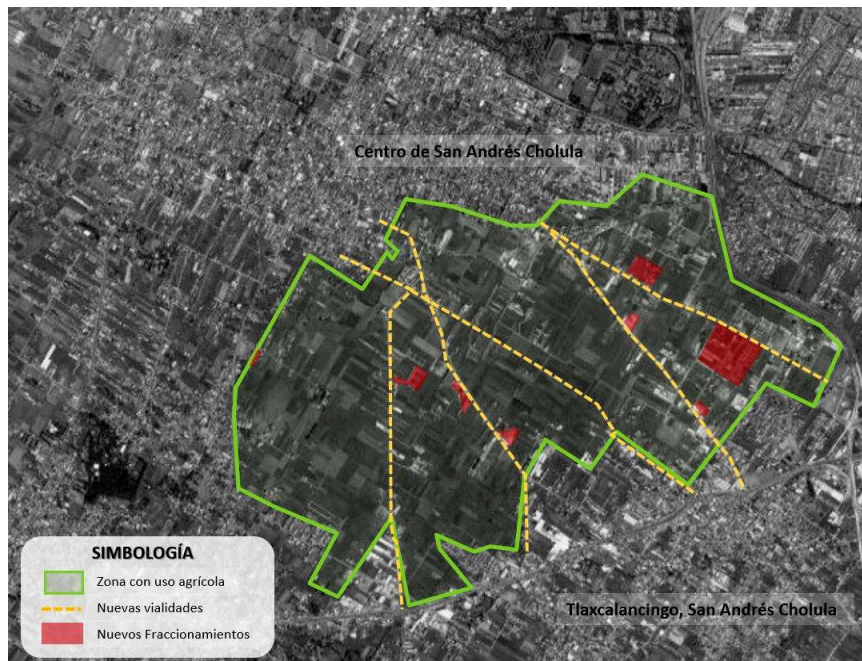 Centro de San Andrés Cholula
SIMBOLOGÍA
Zona con uso agrícola
Nuevas vialidades
Nuevos Fraccionamientos
Tlaxcalancingo, San Andrés Cholula